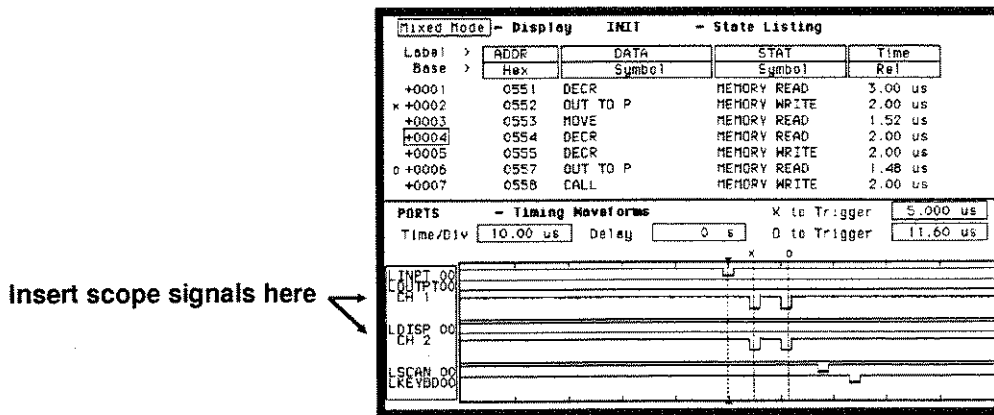 Mixed Mode - Display INIT - State Listing
Label > ADDR DATA STAT Time
Base > Hex Symbol Symbol Rel
+0001 0551 DECR MEMORY READ 3.00 us
x +0002 0552 OUT TO P MEMORY WRITE 2.00 us
+0003 0553 MOVE MEMORY READ 1.52 us
+0004 0554 DECR MEMORY READ 2.00 us
+0005 0555 DECR MEMORY WRITE 2.00 us
o +0006 0557 OUT TO P MEMORY READ 1.48 us
+0007 0558 CALL MEMORY WRITE 2.00 us
PORTS - Timing Waveforms X to Trigger 5.000 us
Time/Div 10.00 us Delay 0 s O to Trigger 11.60 us
x o
LINPT 00
LOUTPT00
CH 1
LDISP 00
CH 2
LSCAN 00
LKEYBD00
Insert scope signals here